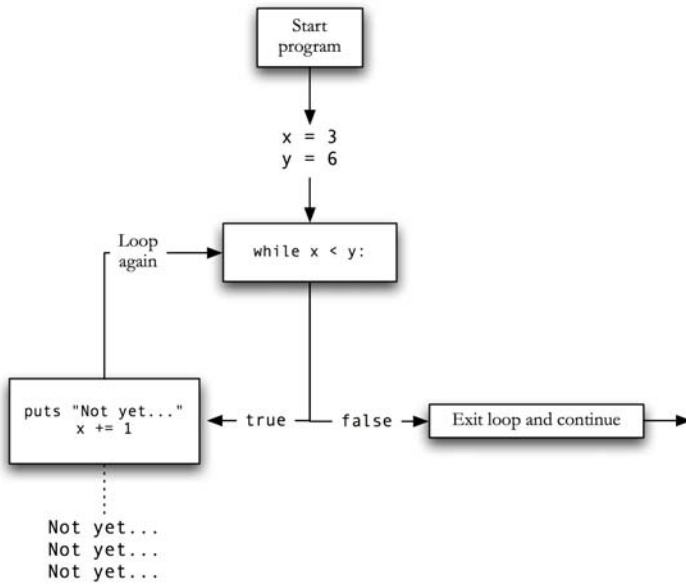 Start
program
x = 3
y = 6
Loop
again
while x < y:
puts "Not yet..."
x += 1
true
false
Exit loop and continue
Not yet...
Not yet...
Not yet...